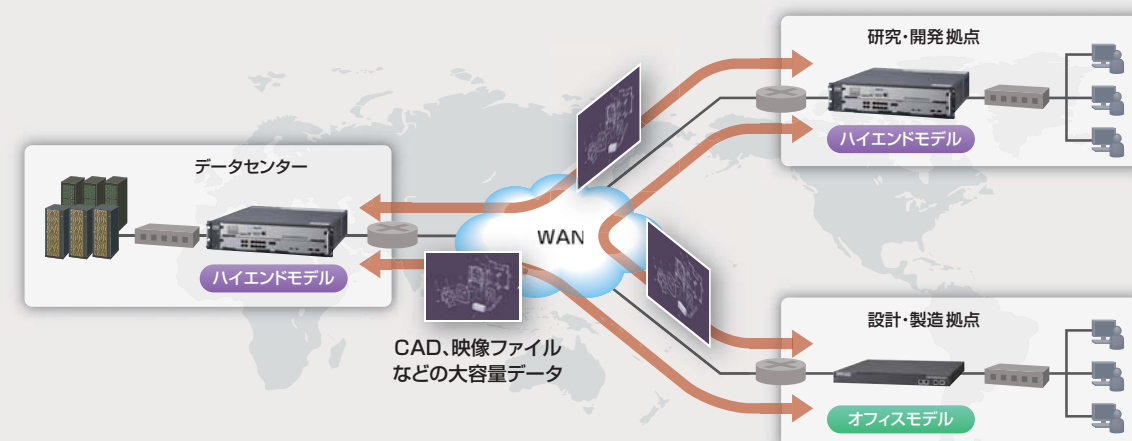 研究・開発拠点
ハイエンドモデル
データセンター
WAN
ハイエンドモデル
CAD、映像ファイル
などの大容量データ
設計・製造拠点
オフィスモデル